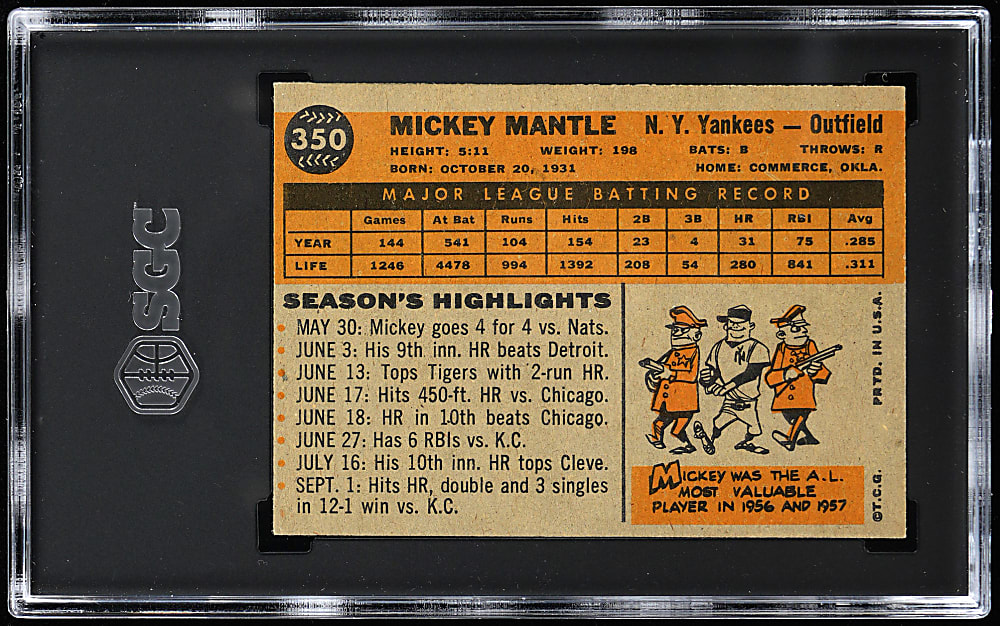 SGC
350
MICKEY MANTLE N. Y. Yankees — Outfield
HEIGHT: 5:11 WEIGHT: 198 BATS: B THROWS: R
BORN: OCTOBER 20, 1931 HOME: COMMERCE, OKLA.
MAJOR LEAGUE BATTING RECORD
Games At Bat Runs Hits 2B 3B HR RBI Avg
YEAR 144 541 104 154 23 4 31 75 .285
LIFE 1246 4478 994 1392 208 54 280 841 .311
SEASON'S HIGHLIGHTS
MAY 30: Mickey goes 4 for 4 vs. Nats.
JUNE 3: His 9th inn. HR beats Detroit.
JUNE 13: Tops Tigers with 2-run HR.
JUNE 17: Hits 450-ft. HR vs. Chicago.
JUNE 18: HR in 10th beats Chicago.
JUNE 27: Has 6 RBIs vs. K.C.
JULY 16: His 10th inn. HR tops Cleve.
SEPT. 1: Hits HR, double and 3 singles
in 12-1 win vs. K.C.
NY
MICKEY WAS THE A.L.
MOST VALUABLE
PLAYER IN 1956 AND 1957
©T.C.G. PRTD. IN U.S.A.